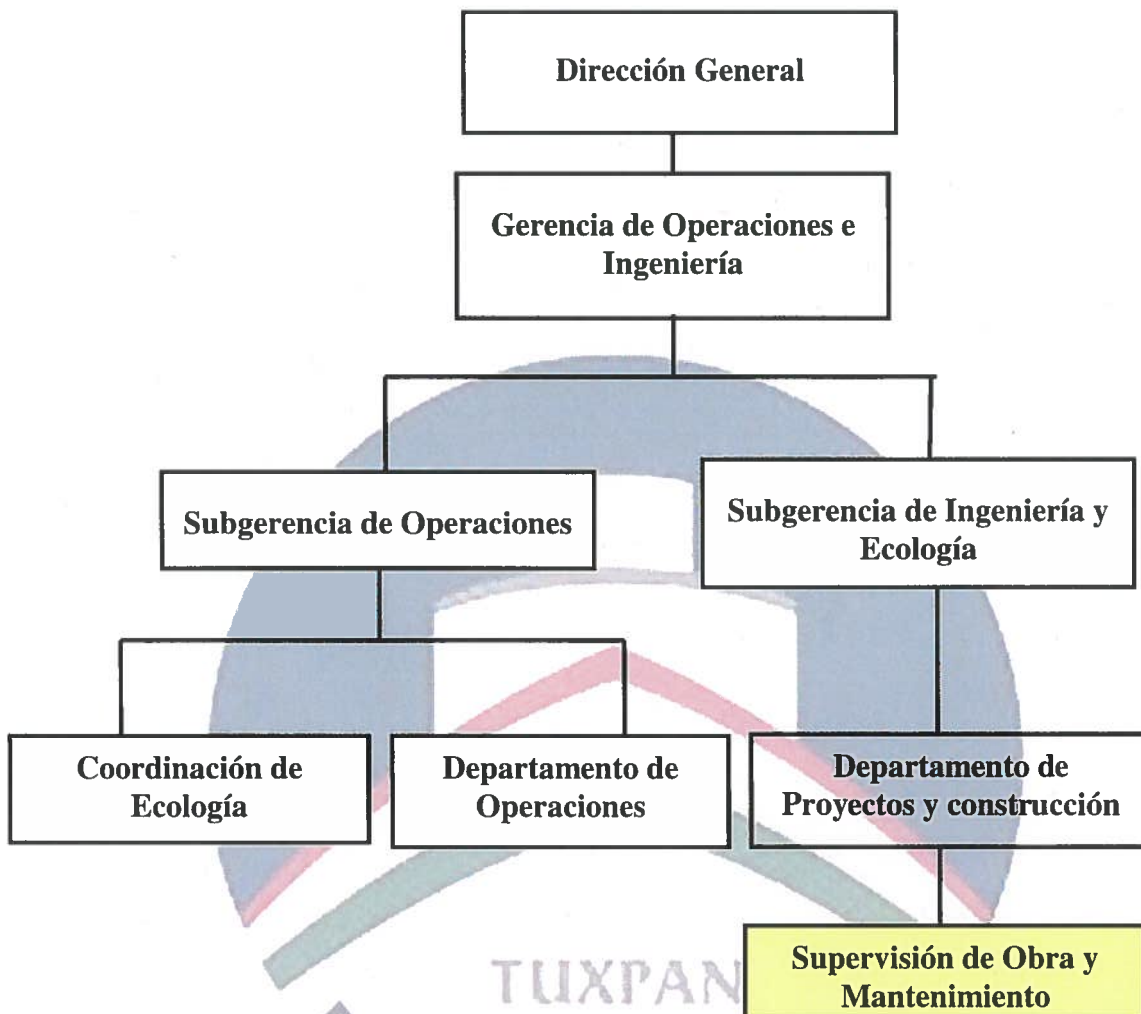 Dirección General
Gerencia de Operaciones e
Ingeniería
Subgerencia de Operaciones
Subgerencia de Ingeniería y
Ecología
Coordinación de
Ecología
Departamento de
Operaciones
Departamento de
Proyectos y construcción
Supervisión de Obra y
Mantenimiento
TUXPAN